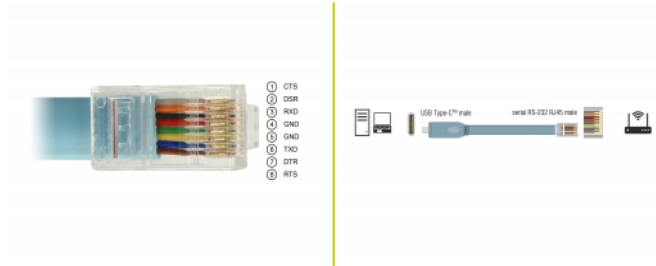 1 CTS
2 DSR
3 RXD
4 GND
5 GND
6 TXD
7 DTR
8 RTS
USB Type-C™ male
serial RS-232 RJ45 male